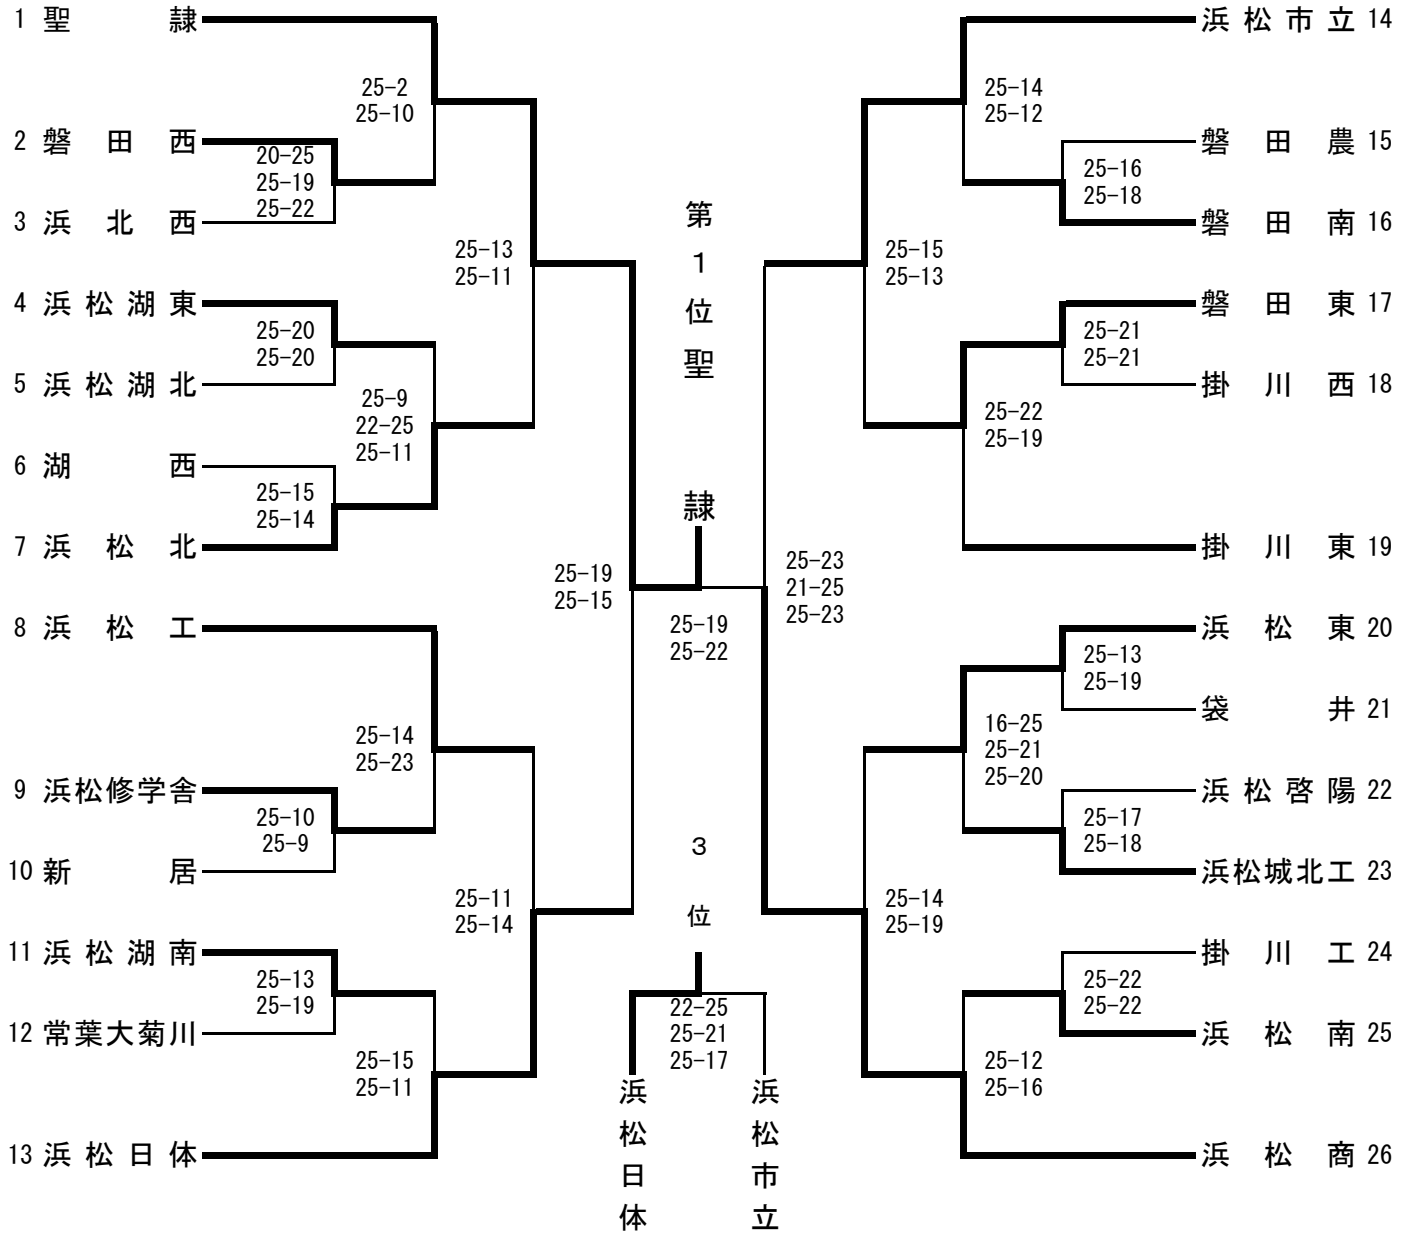 1 聖隷
25-2
25-10
2 磐田西
20-25
25-19
25-22
3 浜北西
25-13
25-11
4 浜松湖東
25-20
25-20
5 浜松湖北
25-9
22-25
25-11
6 湖西
25-15
25-14
7 浜松北
25-19
25-15
8 浜松工
25-14
25-23
9 浜松修学舎
25-10
25-9
10 新居
25-11
25-14
11 浜松湖南
25-13
25-19
12 常葉大菊川
25-15
25-11
13 浜松日体
第1位聖隷
25-19
25-22
3位
22-25
25-21
25-17
浜松日体
浜松市立
浜松市立 14
25-14
25-12
磐田農 15
25-16
25-18
磐田南 16
25-15
25-13
磐田東 17
25-21
25-21
掛川西 18
25-22
25-19
掛川東 19
25-23
21-25
25-23
浜松東 20
25-13
25-19
袋井 21
16-25
25-21
25-20
浜松啓陽 22
25-17
25-18
浜松城北工 23
25-14
25-19
掛川工 24
25-22
25-22
浜松南 25
25-12
25-16
浜松商 26